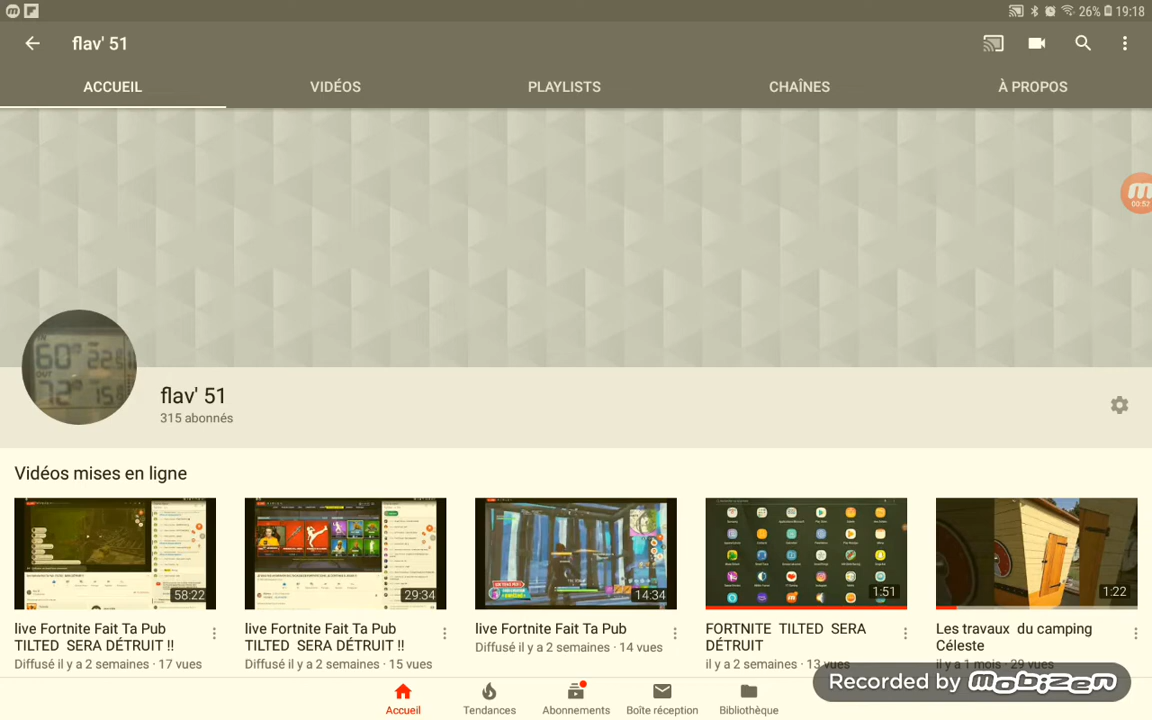 26% 19:18
flav' 51
ACCUEIL VIDÉOS PLAYLISTS CHAÎNES À PROPOS
00:57
flav' 51
315 abonnés
Vidéos mises en ligne
58:22 29:34 14:34 1:51 1:22
live Fortnite Fait Ta Pub
TILTED SERA DÉTRUIT !!
Diffusé il y a 2 semaines · 17 vues
live Fortnite Fait Ta Pub
TILTED SERA DÉTRUIT !!
Diffusé il y a 2 semaines · 15 vues
live Fortnite Fait Ta Pub
Diffusé il y a 2 semaines · 14 vues
FORTNITE TILTED SERA
DÉTRUIT
il y a 2 semaines · 13 vues
Les travaux du camping
Céleste
il y a 1 mois · 29 vues
Recorded by mobizen
Accueil Tendances Abonnements Boîte réception Bibliothèque